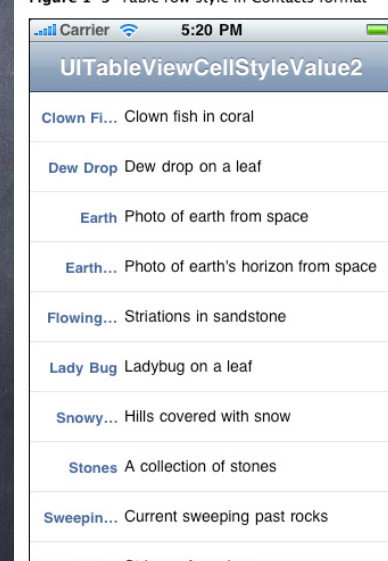 Table row style in Contacts format
Carrier 5:20 PM
UITableViewCellStyleValue2
Clown Fi... Clown fish in coral
Dew Drop Dew drop on a leaf
Earth Photo of earth from space
Earth... Photo of earth's horizon from space
Flowing... Striations in sandstone
Lady Bug Ladybug on a leaf
Snowy... Hills covered with snow
Stones A collection of stones
Sweepin... Current sweeping past rocks